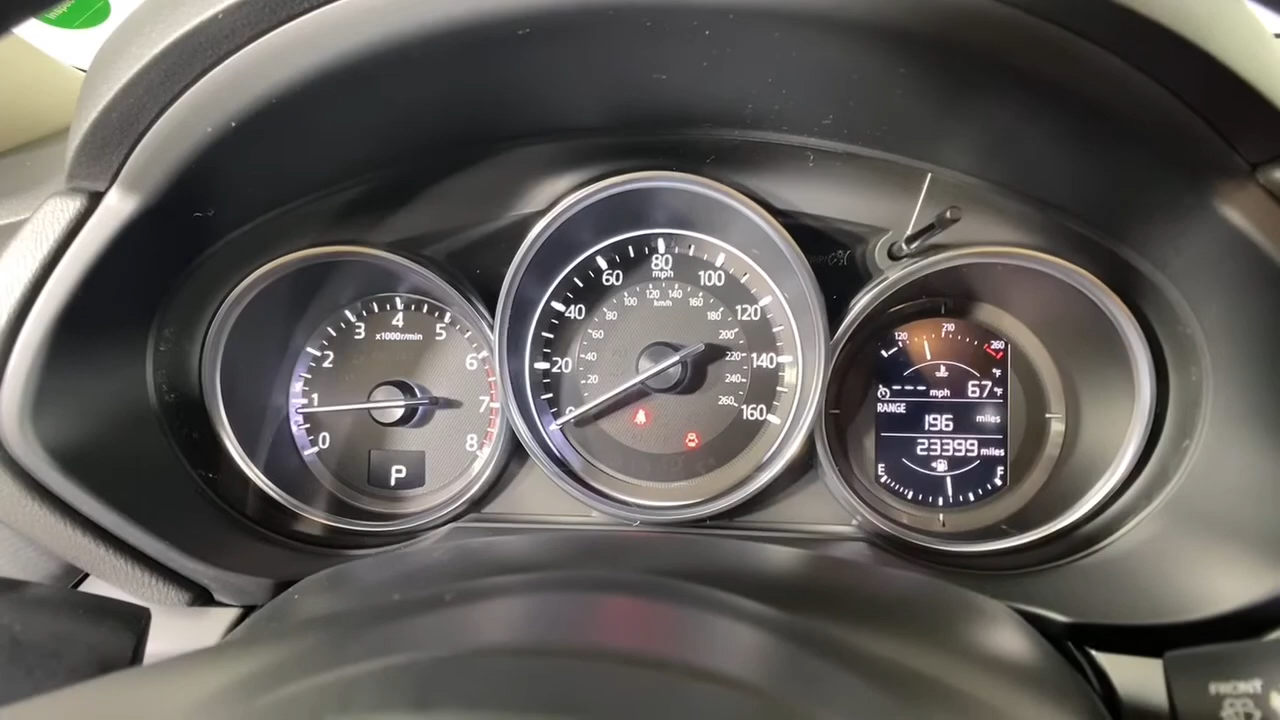 0
1
2
3
4
5
6
7
8
x1000r/min
P
0
20
40
60
80
100
120
140
160
mph
20
40
60
80
100
120
140
160
180
200
220
240
260
km/h
120
210
260
°F
--- mph
67°F
RANGE
196 miles
23399 miles
E
F
FRONT